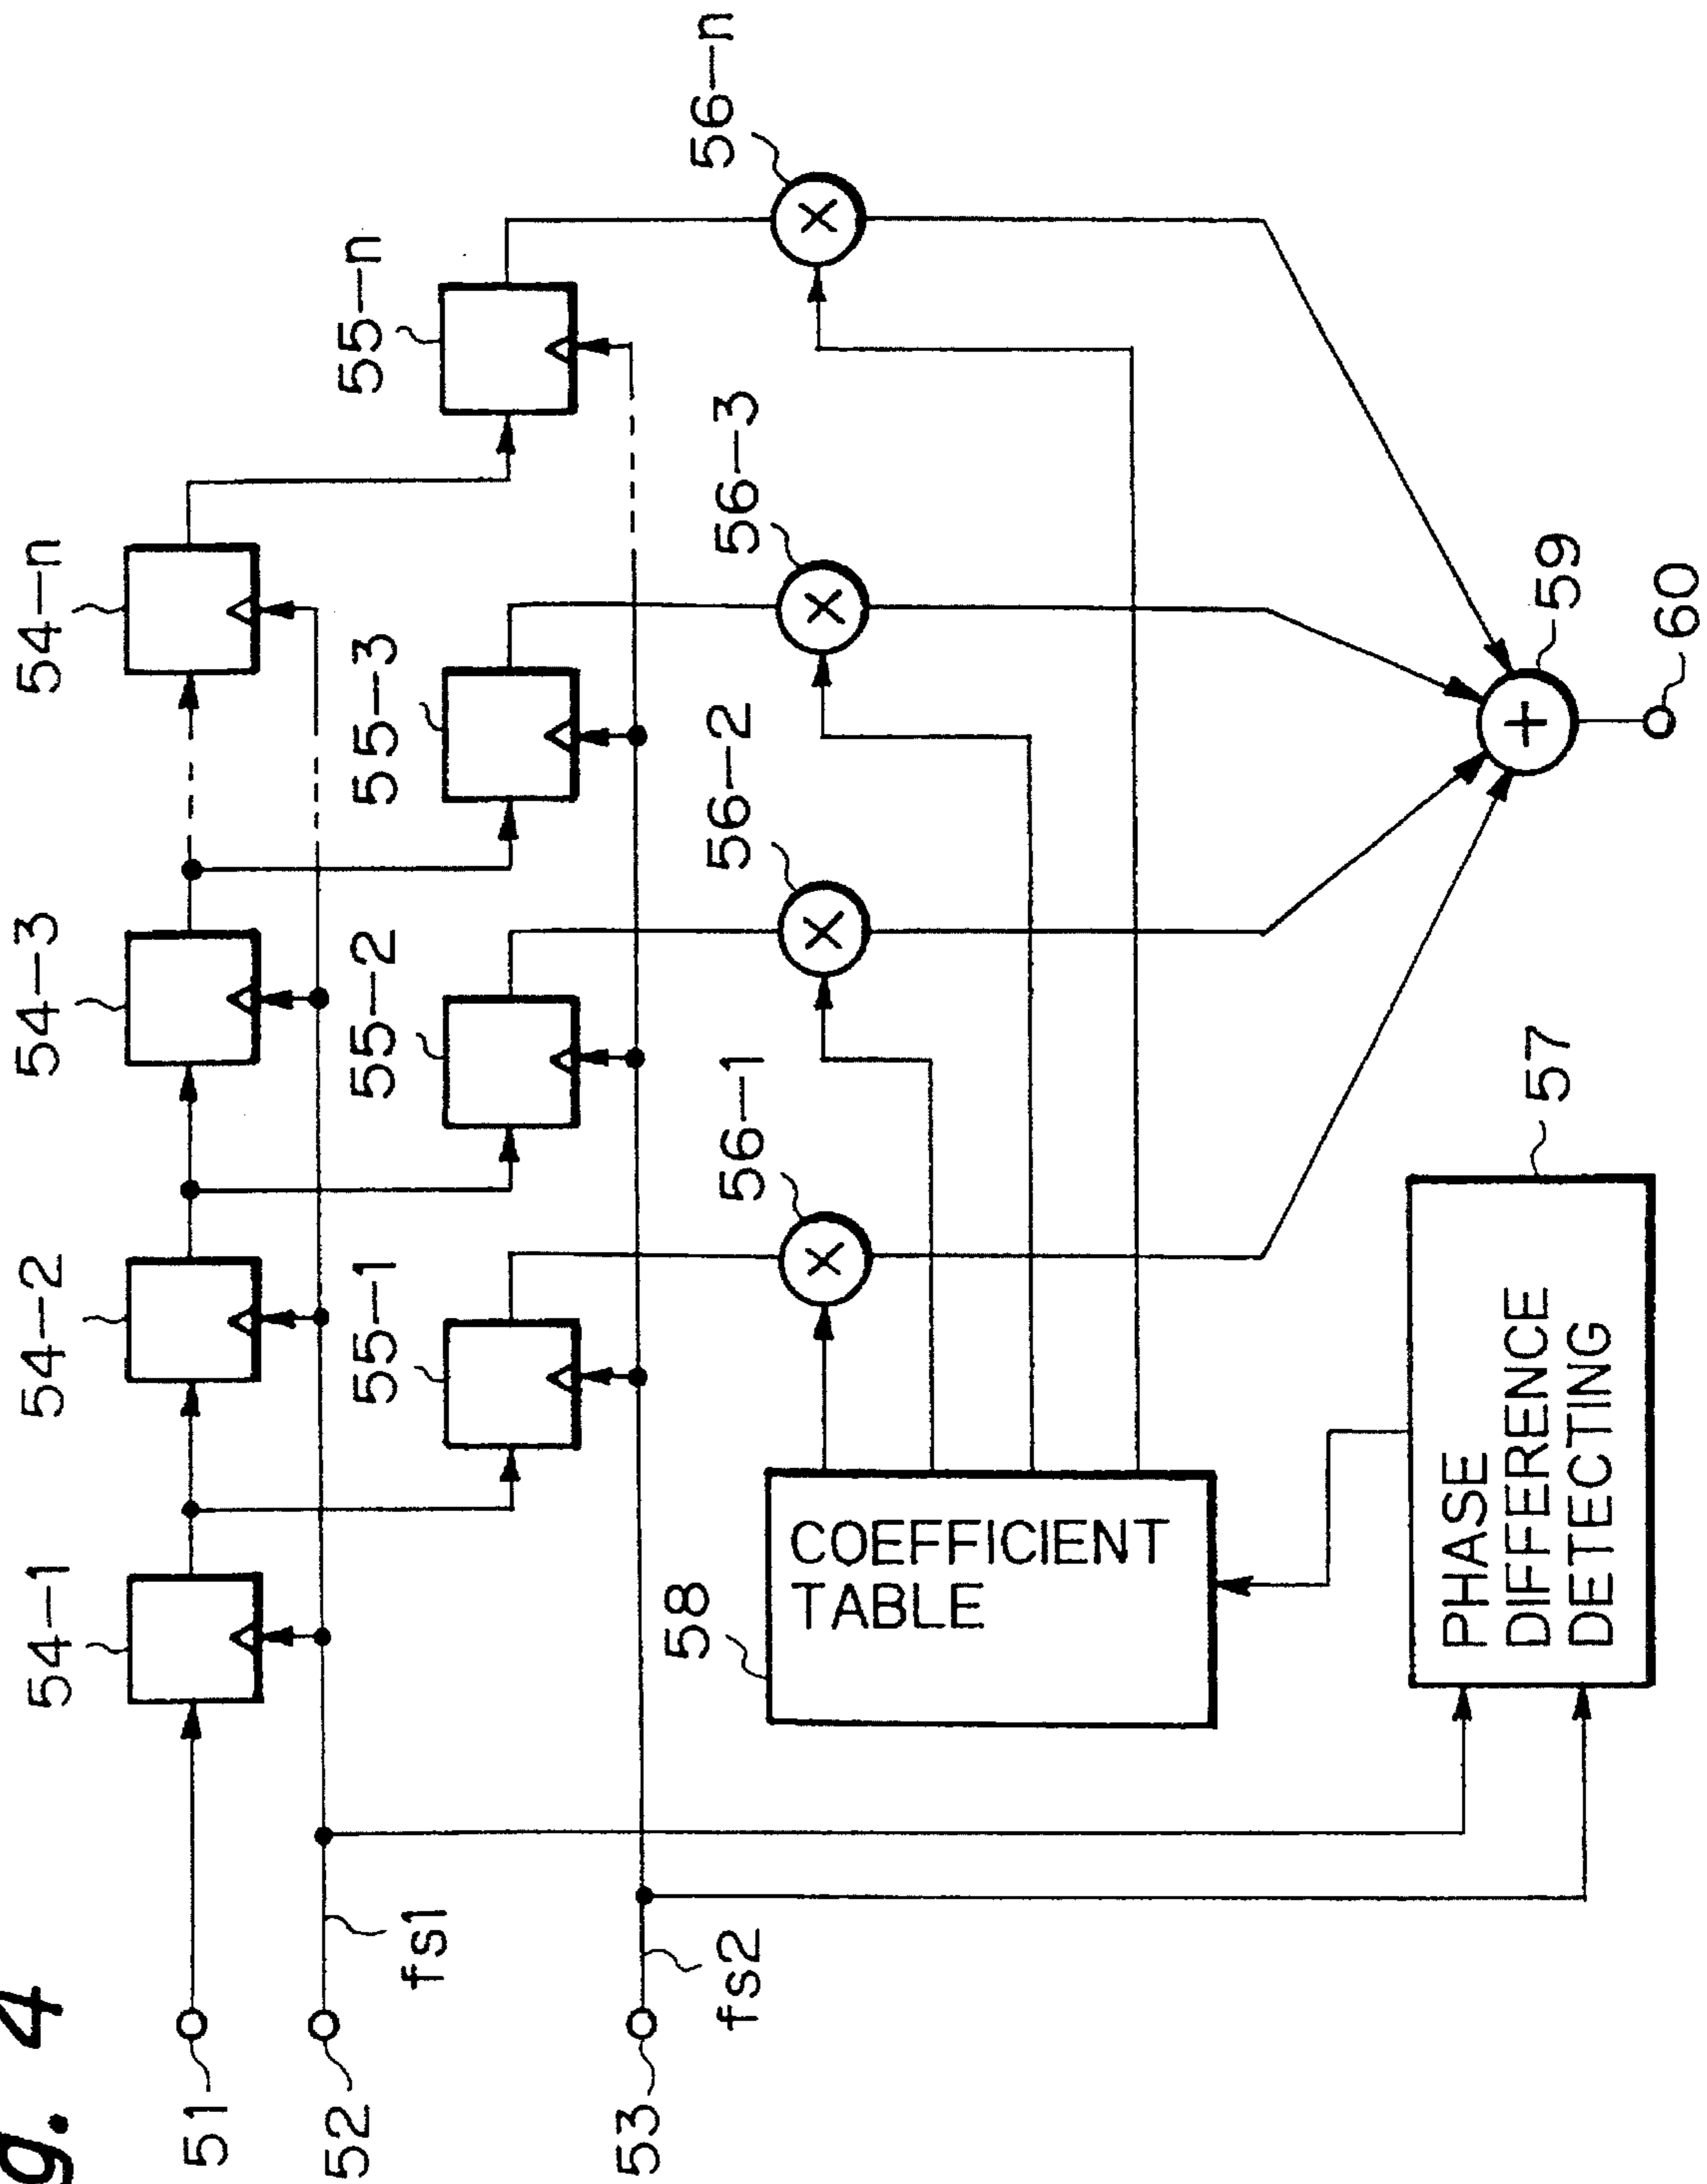 g. 4
54-1
54-2
54-3
54-n
55-1
55-2
55-3
55-n
51
52
fs1
53
fs2
56-1
56-2
56-3
56-n
58
COEFFICIENT
TABLE
57
PHASE
DIFFERENCE
DETECTING
59
60